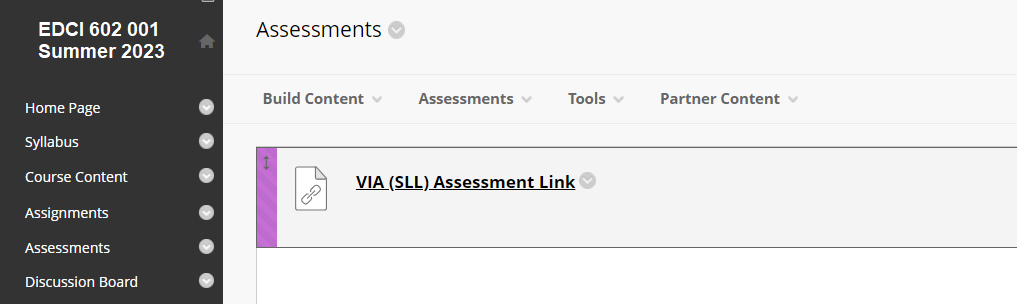 EDCI 602 001
Summer 2023
Home Page
Syllabus
Course Content
Assignments
Assessments
Discussion Board
Assessments
Build Content
Assessments
Tools
Partner Content
VIA (SLL) Assessment Link